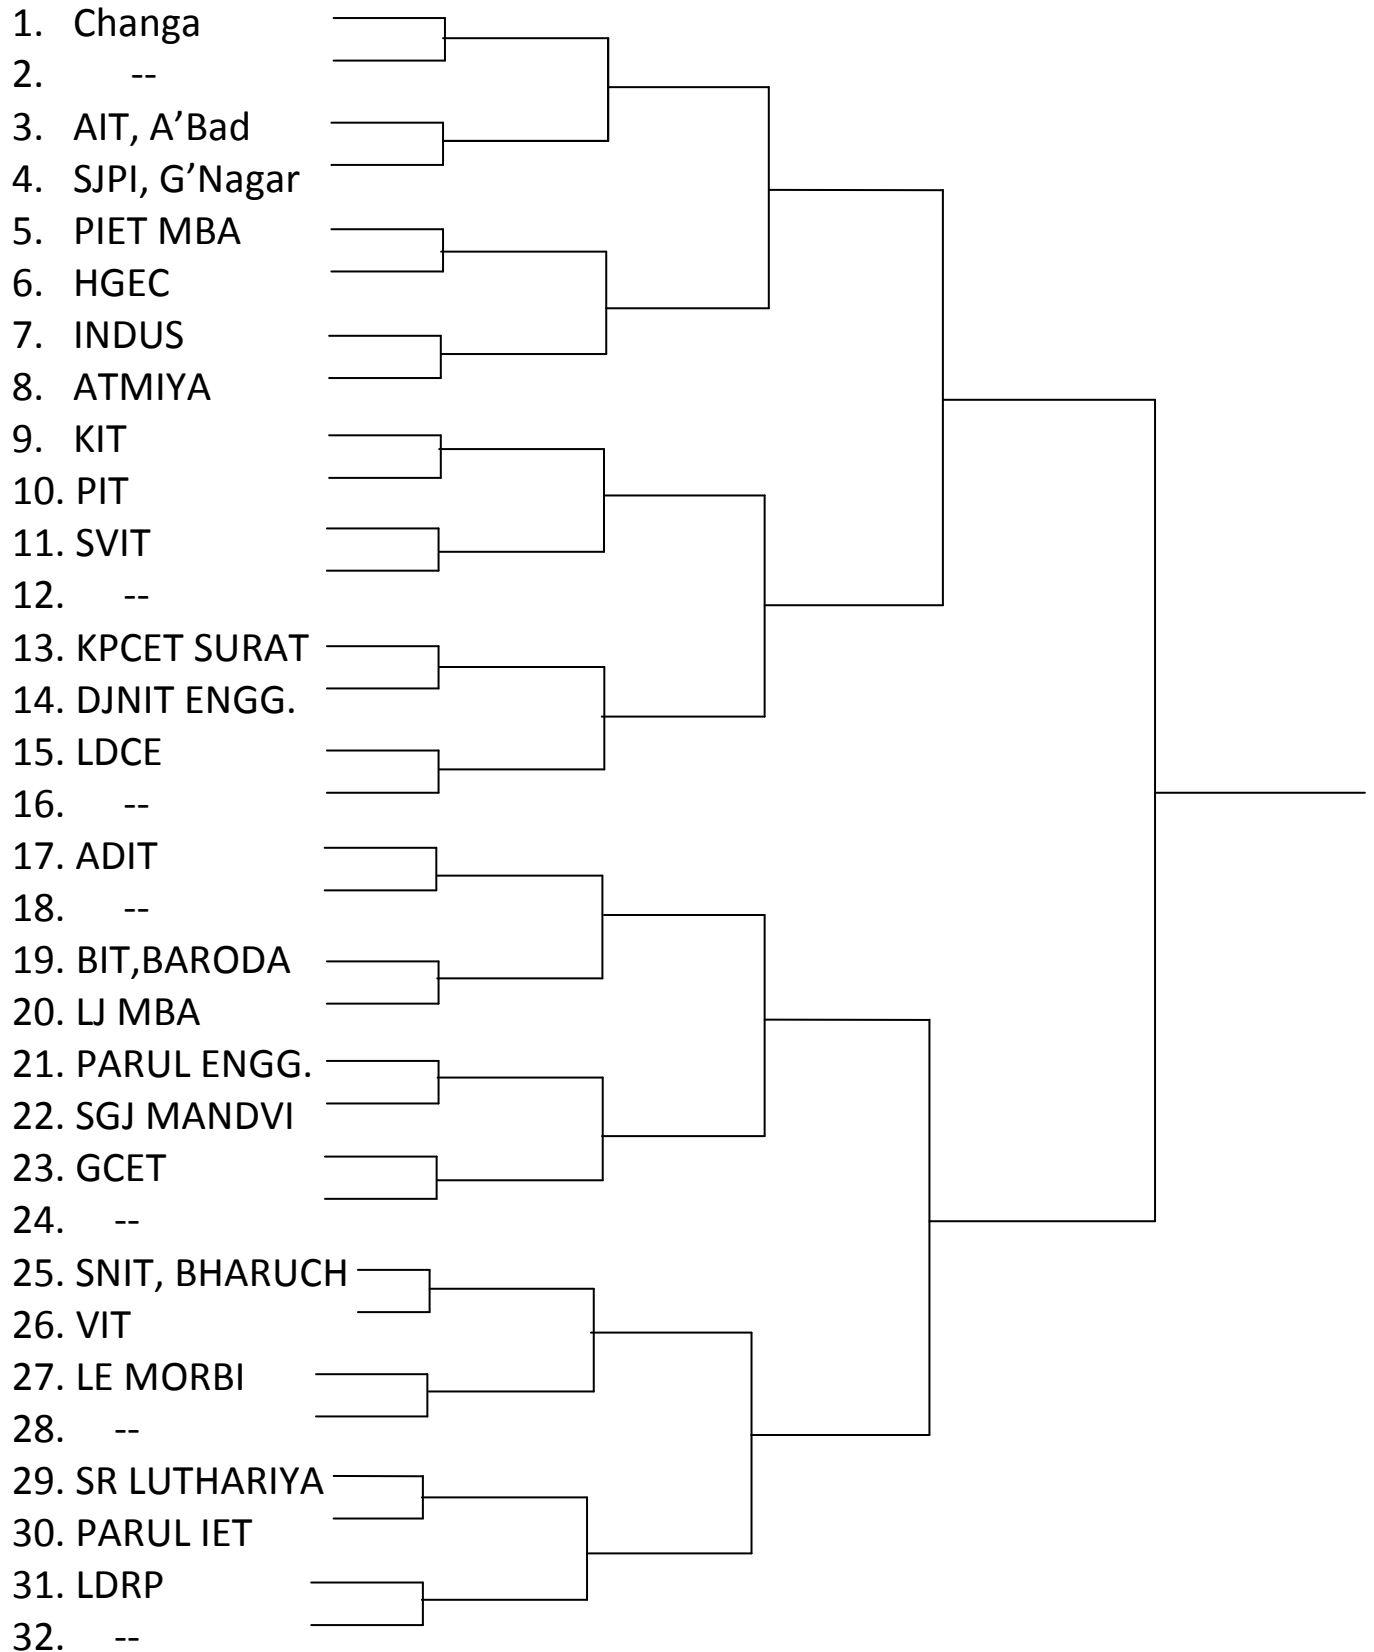 1. Changa
2. --
3. AIT, A’Bad
4. SJPI, G’Nagar
5. PIET MBA
6. HGEC
7. INDUS
8. ATMIYA
9. KIT
10. PIT
11. SVIT
12. --
13. KPCET SURAT
14. DJNIT ENGG.
15. LDCE
16. --
17. ADIT
18. --
19. BIT,BARODA
20. LJ MBA
21. PARUL ENGG.
22. SGJ MANDVI
23. GCET
24. --
25. SNIT, BHARUCH
26. VIT
27. LE MORBI
28. --
29. SR LUTHARIYA
30. PARUL IET
31. LDRP
32. --